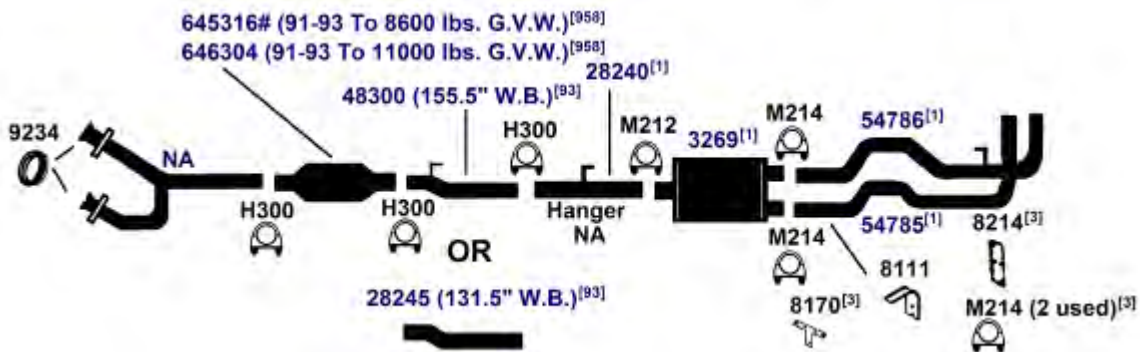 645316# (91-93 To 8600 lbs. G.V.W.)[958]
646304 (91-93 To 11000 lbs. G.V.W.)[958]
28240[1]
48300 (155.5" W.B.)[93]
9234
NA
H300
M212
3269[1]
M214
54786[1]
H300
H300
Hanger
NA
M214
54785[1]
8214[3]
OR
8111
28245 (131.5" W.B.)[93]
8170[3]
M214 (2 used)[3]